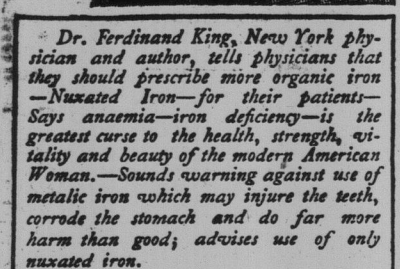 Dr. Ferdinand King, New York phy-
sician and author, tells physicians that
they should prescribe more organic iron
—Nuxated Iron—for their patients—
Says anaemia—iron deficiency—is the
greatest curse to the health, strength, vi-
tality and beauty of the modern American
Woman.—Sounds warning against use of
metalic iron which may injure the teeth,
corrode the stomach and do far more
harm than good; advises use of only
nuxated iron.